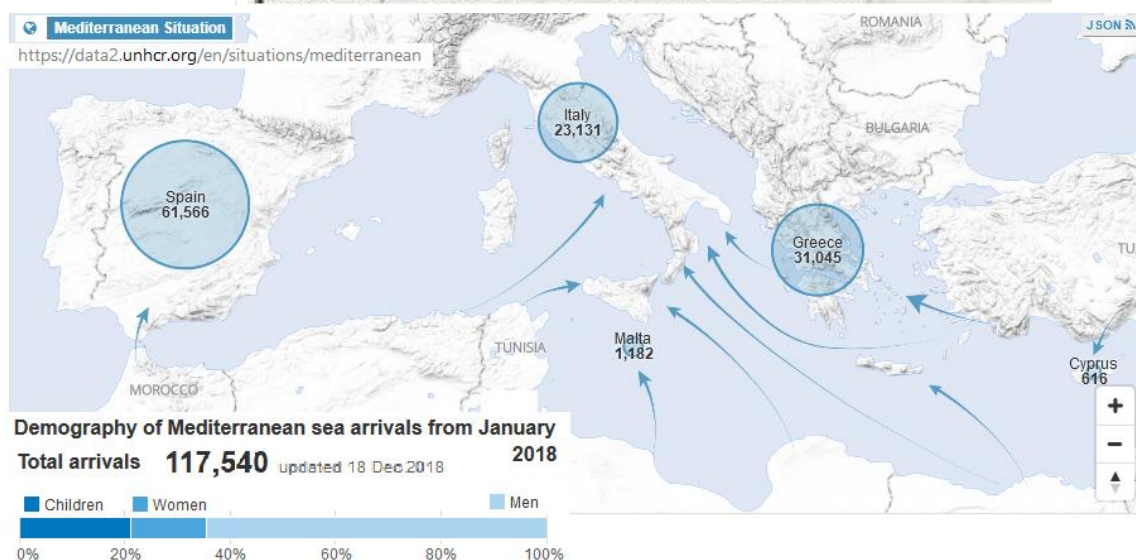 Mediterranean Situation
JSON
https://data2.unhcr.org/en/situations/mediterranean
ROMANIA
Italy
23,131
BULGARIA
Spain
61,566
Greece
31,045
TU
TUNISIA
Malta
1,182
Cyprus
616
MOROCCO
+
−
Demography of Mediterranean sea arrivals from January
2018
Total arrivals 117,540 updated 18 Dec 2018
Children Women Men
0% 20% 40% 60% 80% 100%